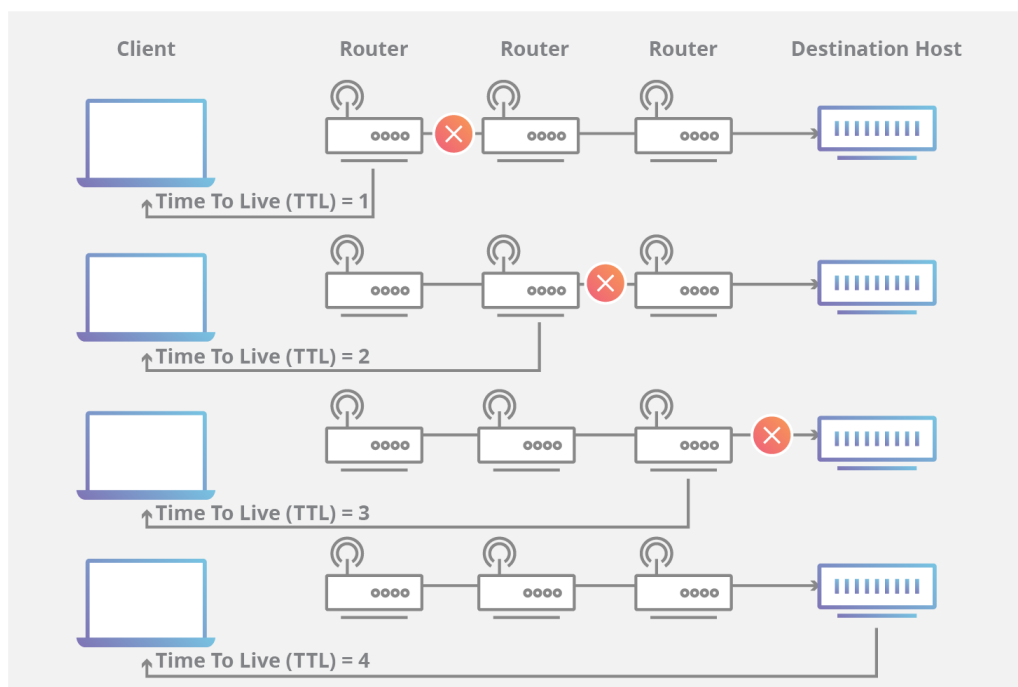 Client
Router
Router
Router
Destination Host
Time To Live (TTL) = 1
Time To Live (TTL) = 2
Time To Live (TTL) = 3
Time To Live (TTL) = 4